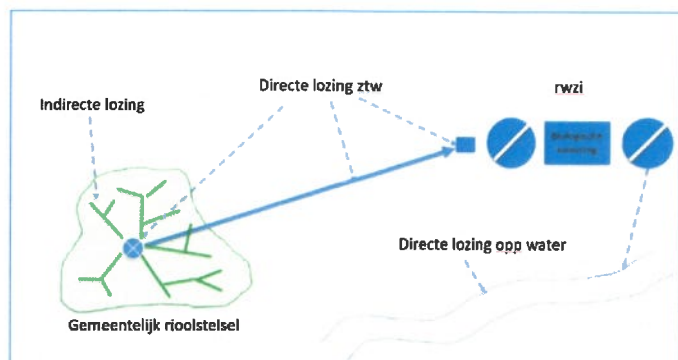 Directe lozing ztw
rwzi
Indirecte lozing
Directe lozing opp water
Gemeentelijk rioolstelsel